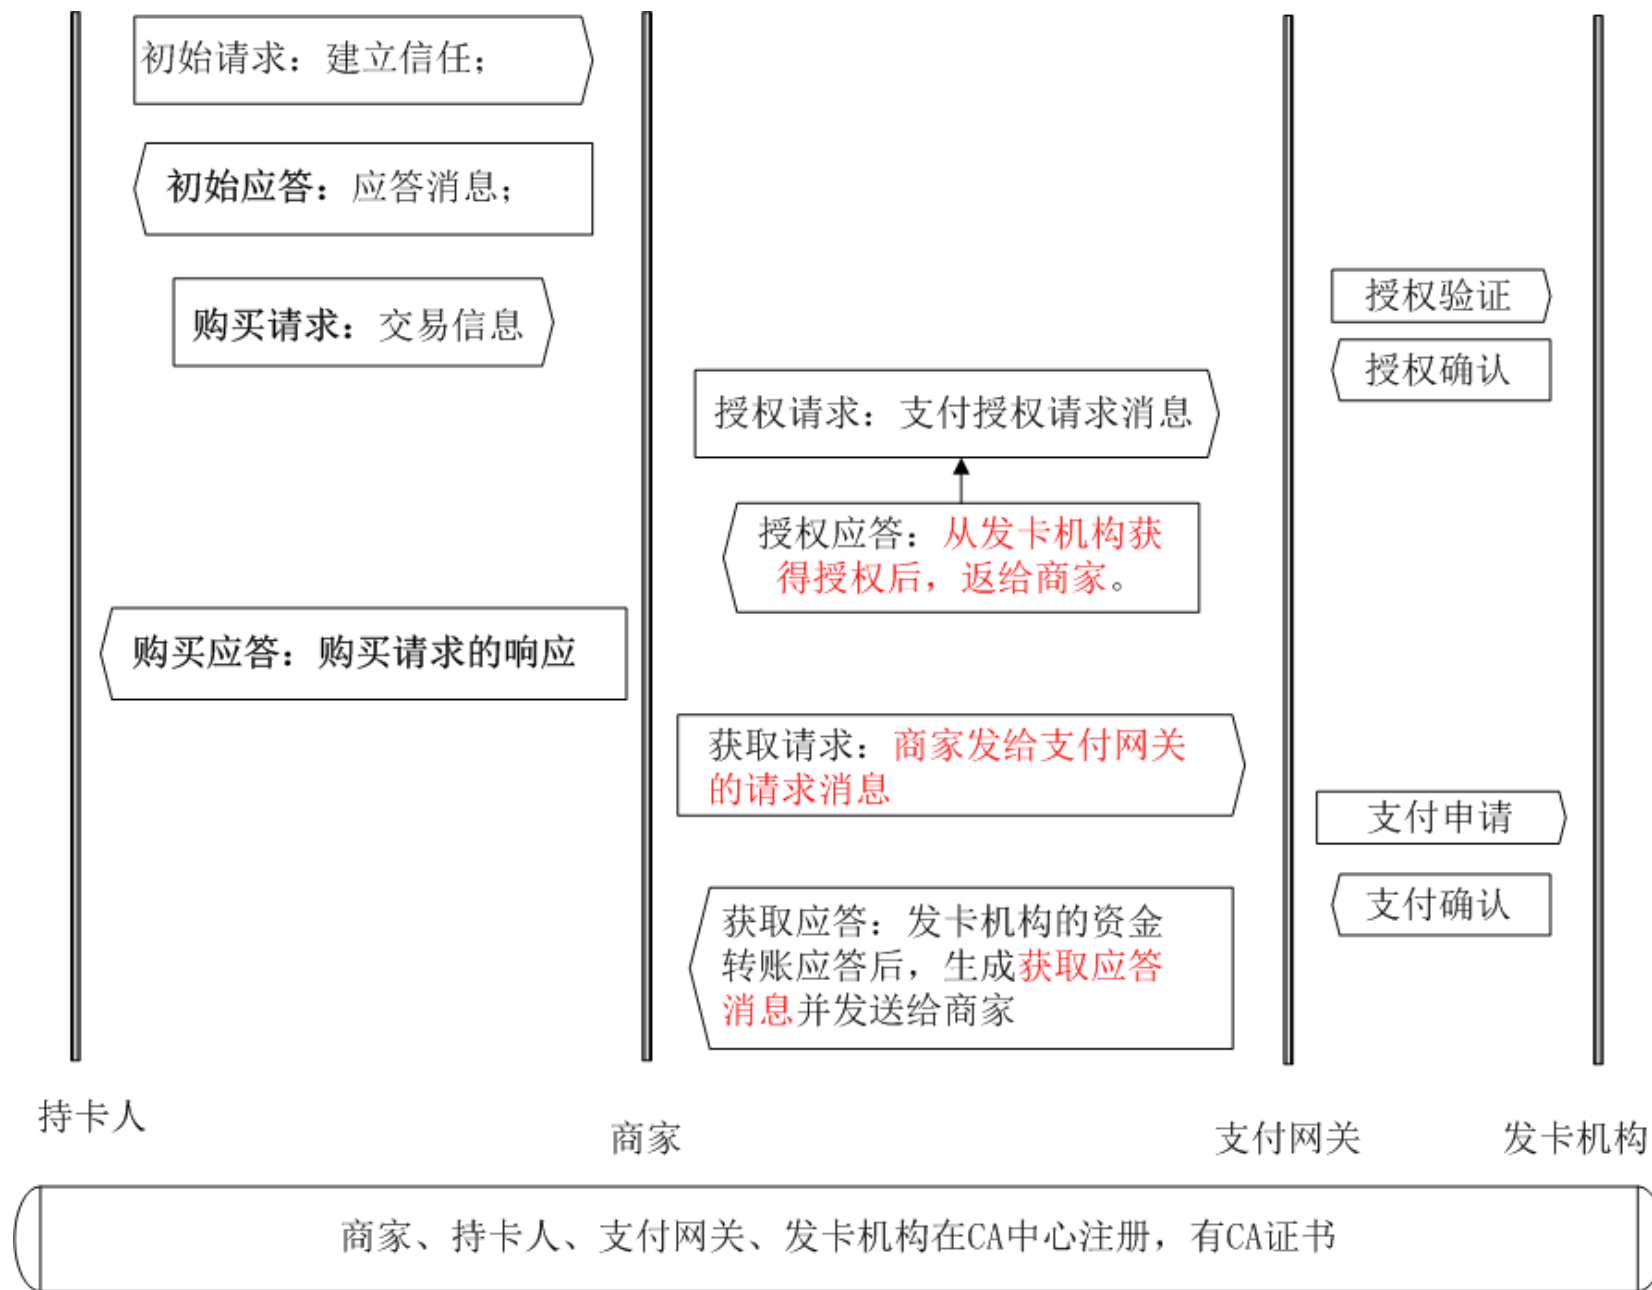 初始请求：建立信任；
初始应答：应答消息；
购买请求：交易信息
授权验证
授权确认
授权请求：支付授权请求消息
授权应答：从发卡机构获
得授权后，返给商家。
购买应答：购买请求的响应
获取请求：商家发给支付网关
的请求消息
支付申请
支付确认
获取应答：发卡机构的资金
转账应答后，生成获取应答
消息并发送给商家
持卡人
商家
支付网关
发卡机构
商家、持卡人、支付网关、发卡机构在CA中心注册，有CA证书